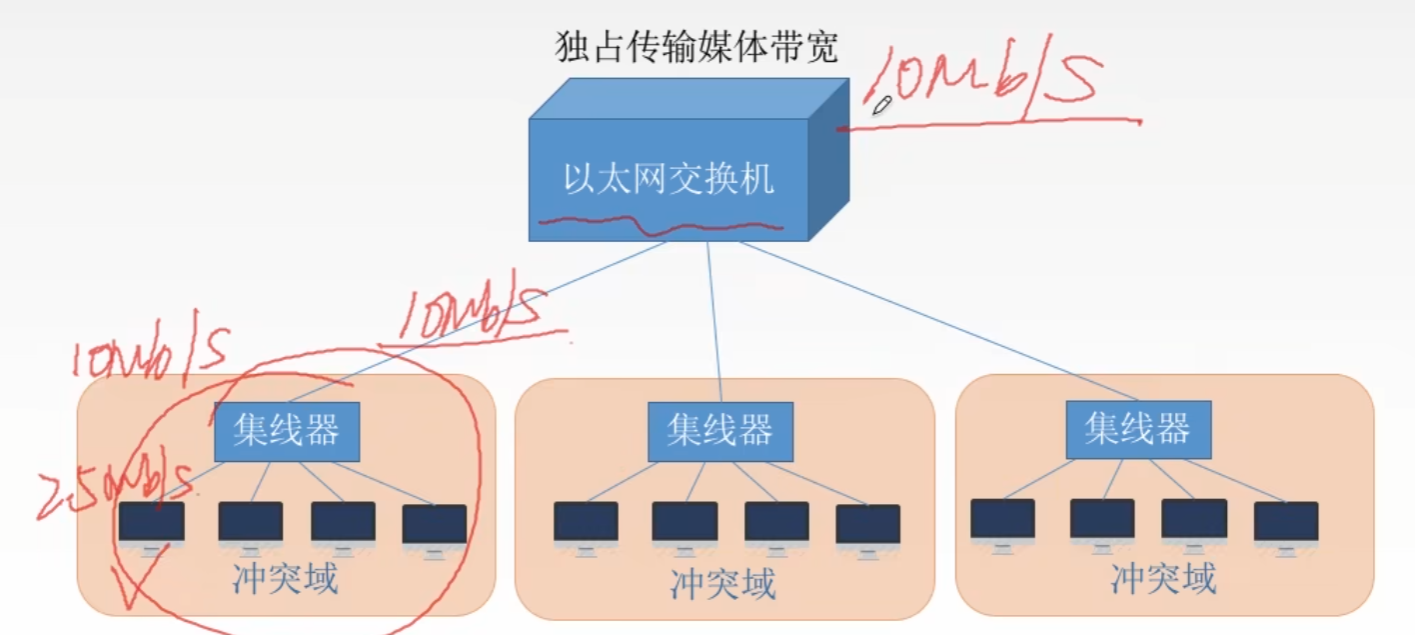 独占传输媒体带宽
10Mb/s
以太网交换机
10Mb/s
10Mb/s
集线器
集线器
集线器
2.5Mb/s
冲突域
冲突域
冲突域